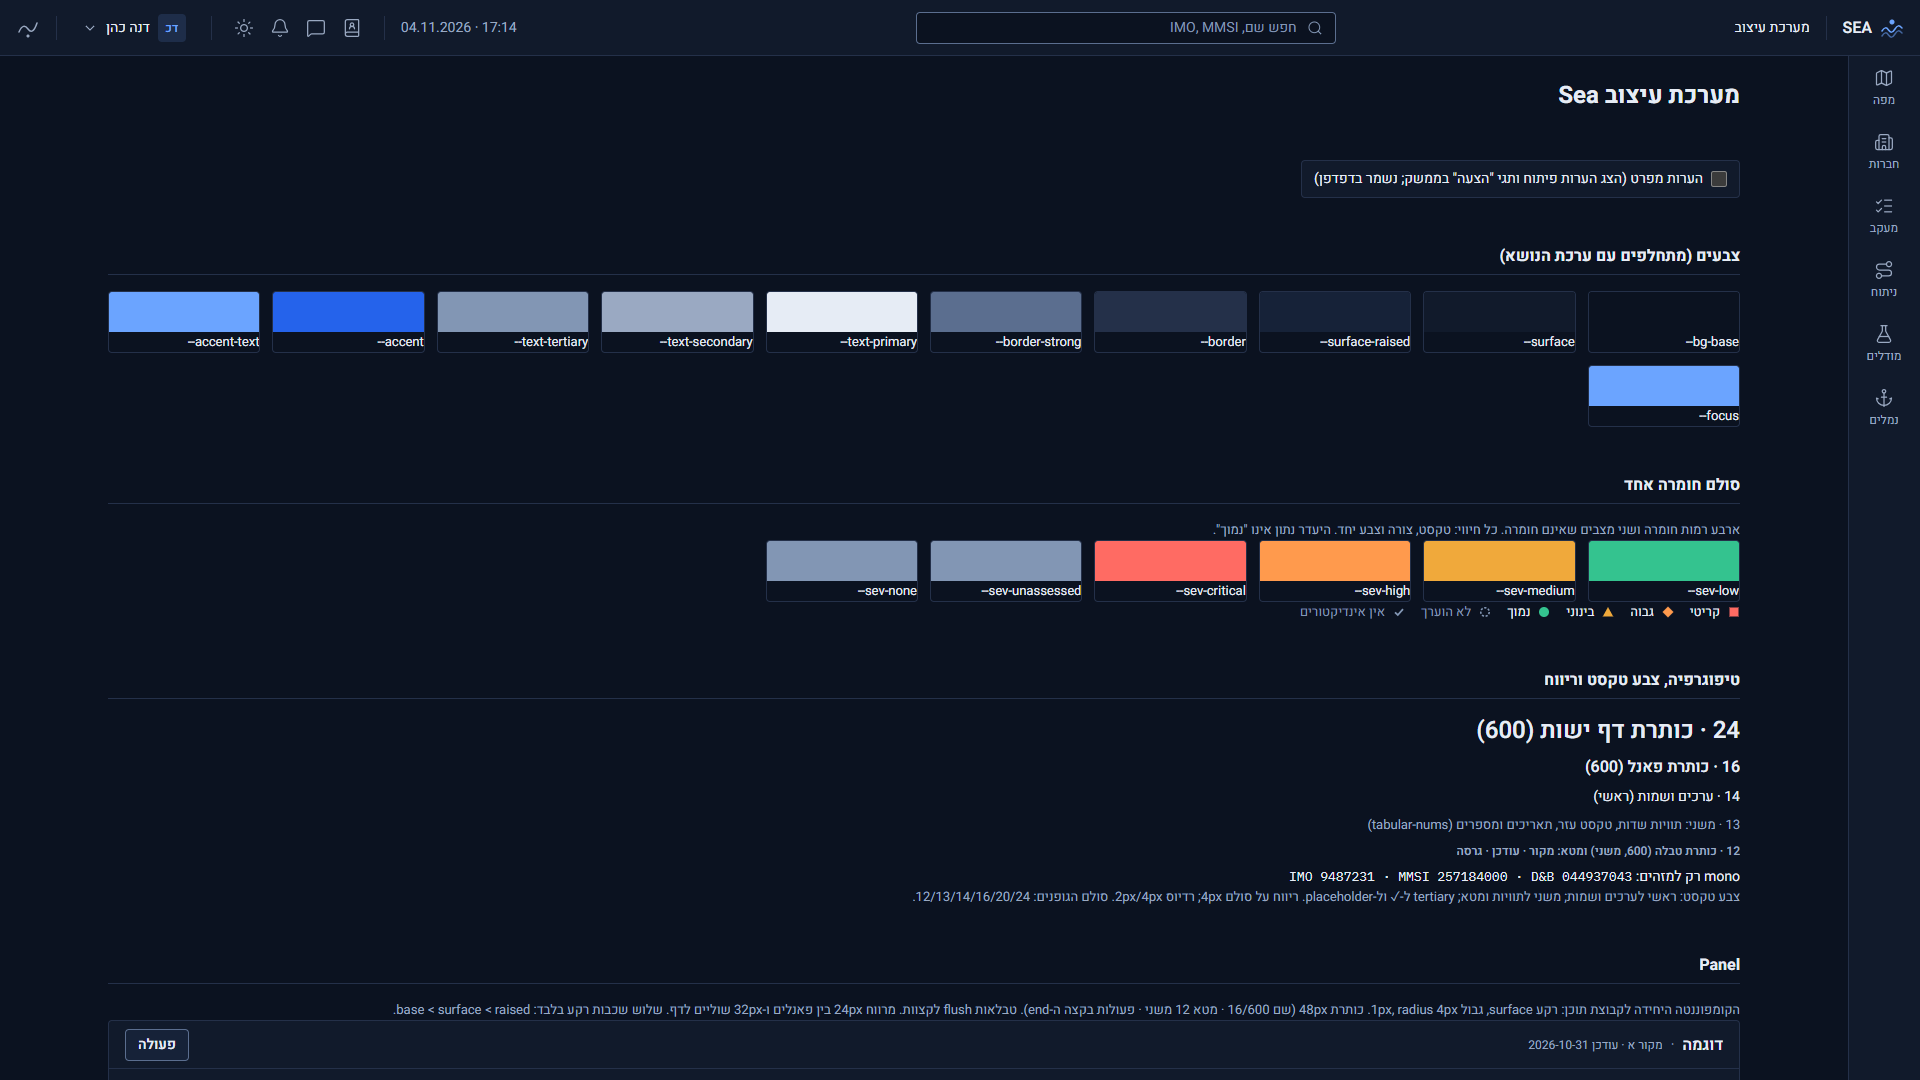 SEA
מערכת עיצוב
חפש שם, IMO, MMSI
04.11.2026 · 17:14
דכ
דנה כהן
מפה
חברות
מעקב
ניתוח
מודלים
נמלים
מערכת עיצוב Sea
הערות מפרט (הצג הערות פיתוח ותגי "הצעה" בממשק; נשמר בדפדפן)
צבעים (מתחלפים עם ערכת הנושא)
--bg-base
--surface
--surface-raised
--border
--border-strong
--text-primary
--text-secondary
--text-tertiary
--accent
--accent-text
--focus
סולם חומרה אחד
ארבע רמות חומרה ושני מצבים שאינם חומרה. כל חיווי: טקסט, צורה וצבע יחד. היעדר נתון אינו "נמוך".
--sev-low
--sev-medium
--sev-high
--sev-critical
--sev-unassessed
--sev-none
קריטי
גבוה
בינוני
נמוך
לא הוערך
אין אינדיקטורים
טיפוגרפיה, צבע טקסט וריווח
24 · כותרת דף ישות (600)
16 · כותרת פאנל (600)
14 · ערכים ושמות (ראשי)
13 · משני: תוויות שדות, טקסט עזר, תאריכים ומספרים (tabular-nums)
12 · כותרת טבלה (600, משני) ומטא: מקור · עודכן · גרסה
mono רק למזהים: IMO 9487231 · MMSI 257184000 · D&B 044937043
צבע טקסט: ראשי לערכים ושמות; משני לתוויות ומטא; tertiary ל-✓ ול-placeholder. ריווח על סולם 4px; רדיוס 2px/4px. סולם הגופנים: 12/13/14/16/20/24.
Panel
הקומפוננטה היחידה לקבוצת תוכן: רקע surface, גבול 1px, radius 4px. כותרת 48px (שם 16/600 · מטא 12 משני · פעולות בקצה ה-end). טבלאות flush לקצוות. מרווח 24px בין פאנלים ו-32px שוליים לדף. שלוש שכבות רקע בלבד: base < surface < raised.
דוגמה · מקור א · עודכן 2026-10-31
פעולה